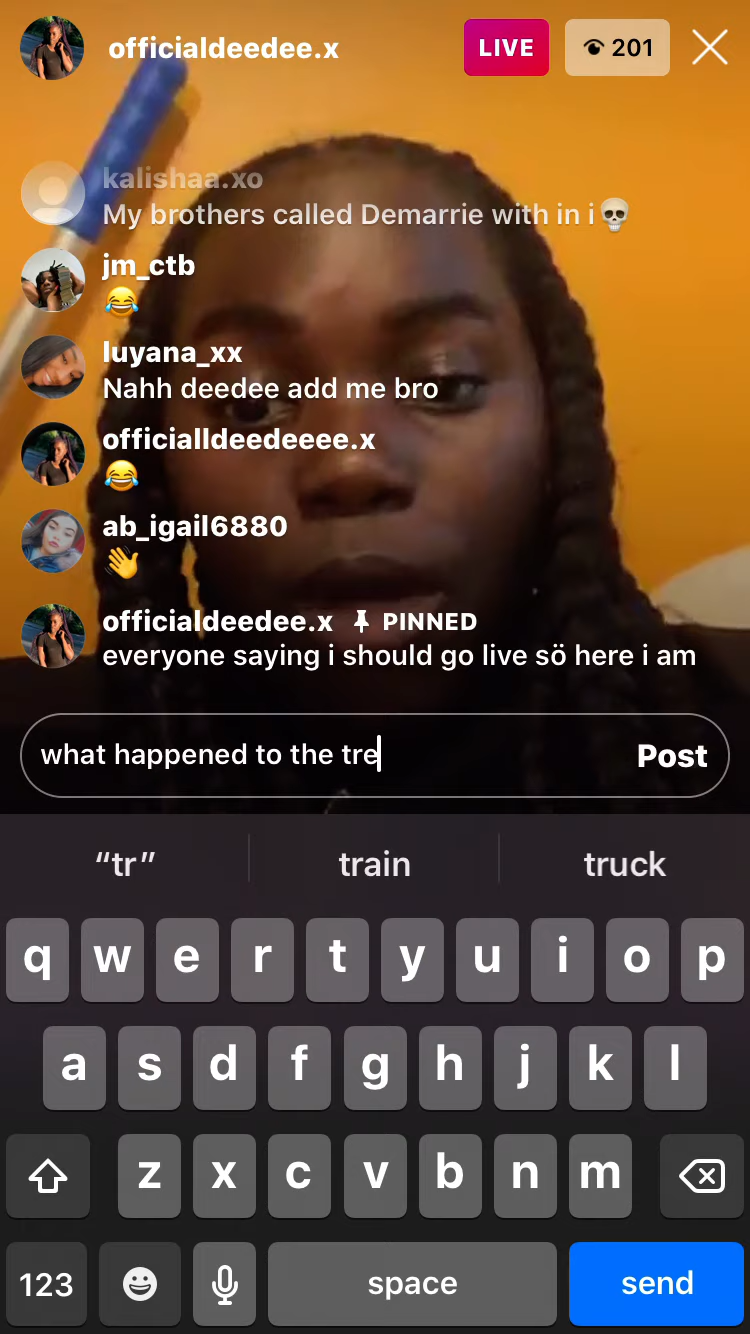 officialdeedee.x
LIVE
201
kalishaa.xo
My brothers called Demarrie with in i💀
jm_ctb
😂
luyana_xx
Nahh deedee add me bro
officialldeedeeee.x
😂
ab_igail6880
👋
officialdeedee.x PINNED
everyone saying i should go live sö here i am
what happened to the tre
Post
“tr” train truck
q w e r t y u i o p
a s d f g h j k l
z x c v b n m
123 space send